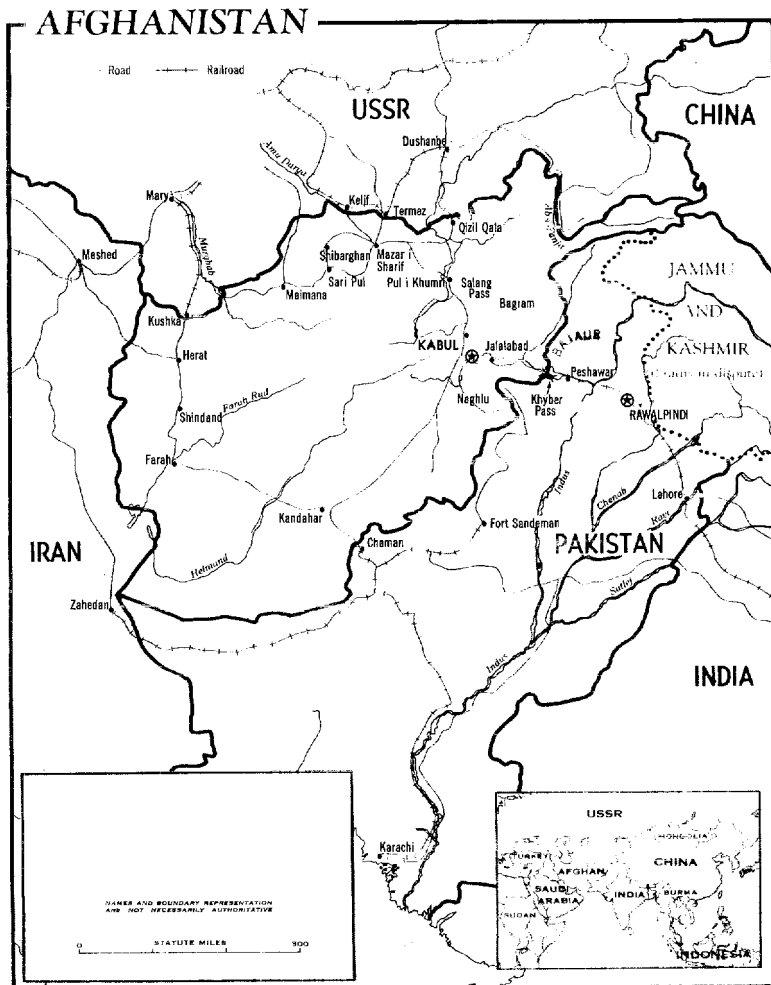 AFGHANISTAN
Road Railroad
USSR
CHINA
Dushanbe
Amu Darya
Mary
Kelif
Termez
Qizil Qala
Murghab
Meshed
Shibarghan
Mazar i
Sharif
Sari Pul
Pul i Khumri
Salang
Pass
Maimana
Bagram
JAMMU
AND
KASHMIR
Kushka
KABUL
Jalalabad
BAJAUR
Herat
Peshawar
Khyber
Pass
Naghlu
RAWALPINDI
Farah Rud
Shindand
Farah
Indus
Chenab
Lahore
Ravi
Kandahar
Fort Sandeman
IRAN
Helmund
Chaman
PAKISTAN
Zahedan
Sutlej
Indus
INDIA
Karachi
NAMES AND BOUNDARY REPRESENTATION
ARE NOT NECESSARILY AUTHORITATIVE
0 STATUTE MILES 300
USSR
MONGOLIA
TURKEY
CHINA
AFGHAN
SAUDI
ARABIA
INDIA
BURMA
SUDAN
INDONESIA